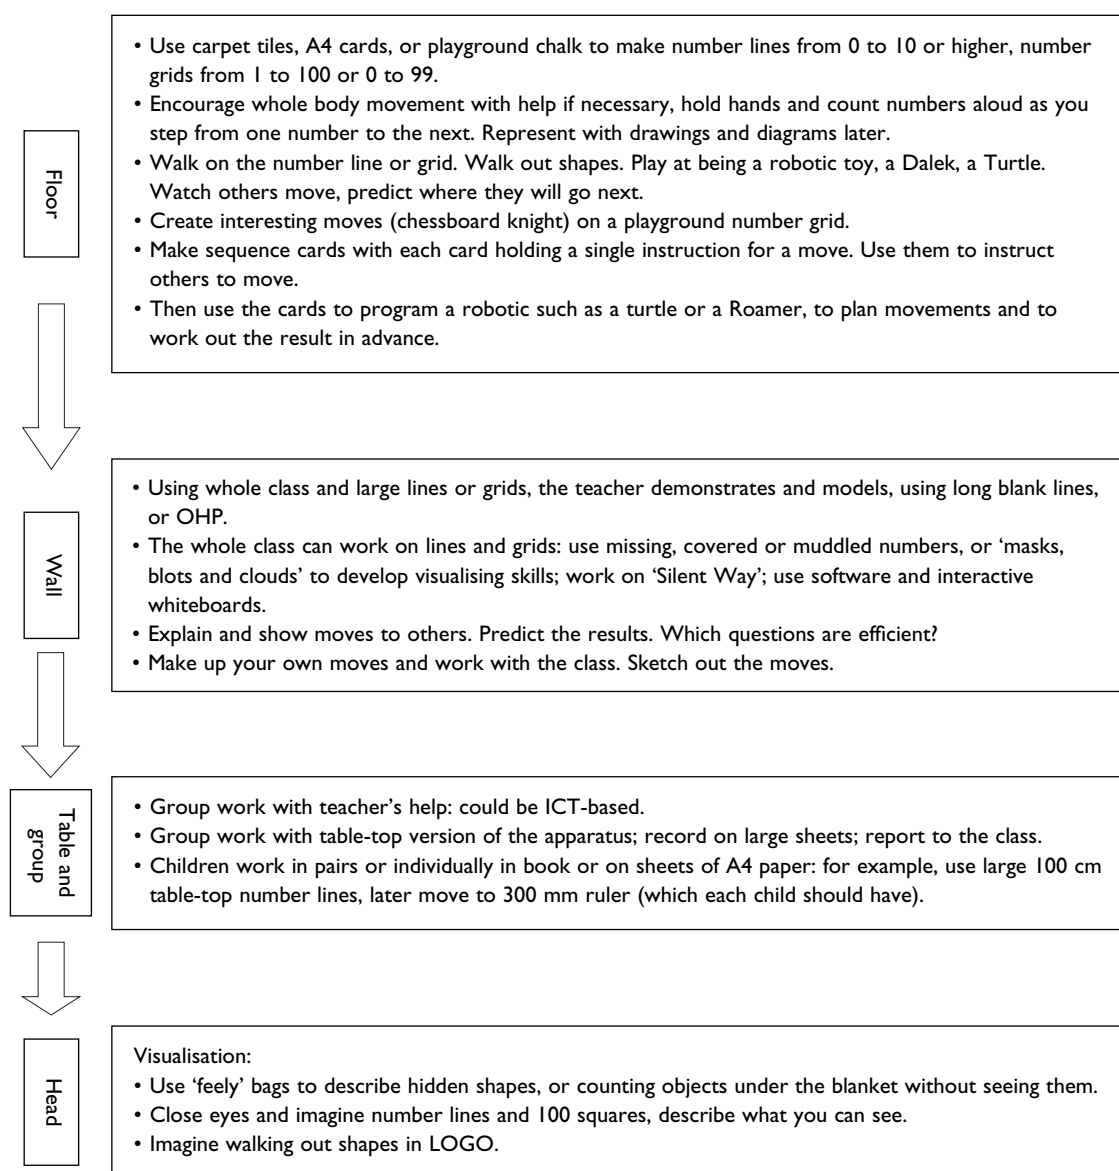 Floor
• Use carpet tiles, A4 cards, or playground chalk to make number lines from 0 to 10 or higher, number
grids from 1 to 100 or 0 to 99.
• Encourage whole body movement with help if necessary, hold hands and count numbers aloud as you
step from one number to the next. Represent with drawings and diagrams later.
• Walk on the number line or grid. Walk out shapes. Play at being a robotic toy, a Dalek, a Turtle.
Watch others move, predict where they will go next.
• Create interesting moves (chessboard knight) on a playground number grid.
• Make sequence cards with each card holding a single instruction for a move. Use them to instruct
others to move.
• Then use the cards to program a robotic such as a turtle or a Roamer, to plan movements and to
work out the result in advance.
Wall
• Using whole class and large lines or grids, the teacher demonstrates and models, using long blank lines,
or OHP.
• The whole class can work on lines and grids: use missing, covered or muddled numbers, or ‘masks,
blots and clouds’ to develop visualising skills; work on ‘Silent Way’; use software and interactive
whiteboards.
• Explain and show moves to others. Predict the results. Which questions are efficient?
• Make up your own moves and work with the class. Sketch out the moves.
Table and
group
• Group work with teacher’s help: could be ICT-based.
• Group work with table-top version of the apparatus; record on large sheets; report to the class.
• Children work in pairs or individually in book or on sheets of A4 paper: for example, use large 100 cm
table-top number lines, later move to 300 mm ruler (which each child should have).
Head
Visualisation:
• Use ‘feely’ bags to describe hidden shapes, or counting objects under the blanket without seeing them.
• Close eyes and imagine number lines and 100 squares, describe what you can see.
• Imagine walking out shapes in LOGO.